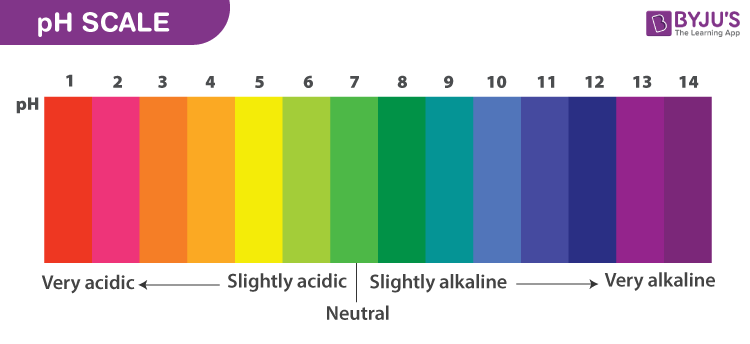 pH SCALE
BYJU'S
The Learning App
1 2 3 4 5 6 7 8 9 10 11 12 13 14
pH
Very acidic Slightly acidic Slightly alkaline Very alkaline
Neutral